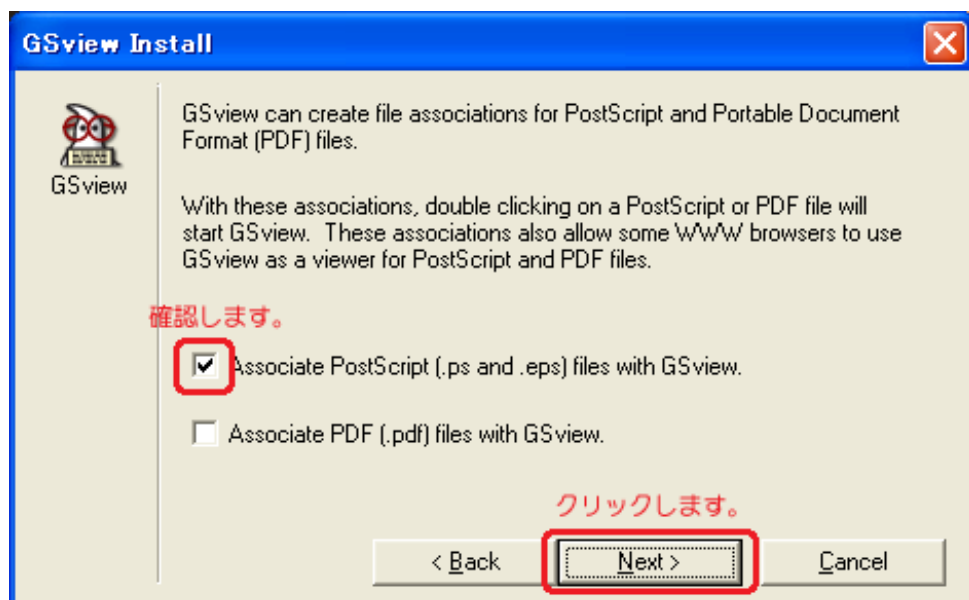 GSview Install
GSview can create file associations for PostScript and Portable Document
Format (PDF) files.
GSview
With these associations, double clicking on a PostScript or PDF file will
start GSview. These associations also allow some WWW browsers to use
GSview as a viewer for PostScript and PDF files.
確認します。
Associate PostScript (.ps and .eps) files with GSview.
Associate PDF (.pdf) files with GSview.
クリックします。
< Back
Next >
Cancel